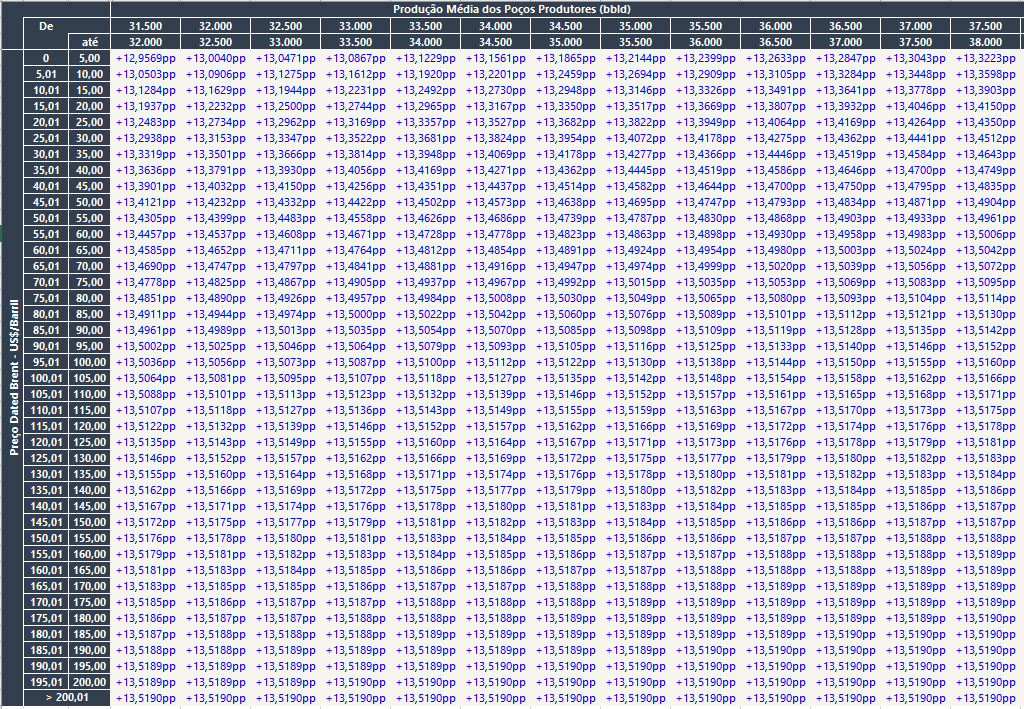 Produção Média dos Poços Produtores (bbld)
De 31.500 32.000 32.500 33.000 33.500 34.000 34.500 35.000 35.500 36.000 36.500 37.000 37.500
até 32.000 32.500 33.000 33.500 34.000 34.500 35.000 35.500 36.000 36.500 37.000 37.500 38.000
Preço Dated Brent - US$/Barril
0 5,00 +12,9569pp +13,0040pp +13,0471pp +13,0867pp +13,1229pp +13,1561pp +13,1865pp +13,2144pp +13,2399pp +13,2633pp +13,2847pp +13,3043pp +13,3223pp
5,01 10,00 +13,0503pp +13,0906pp +13,1275pp +13,1612pp +13,1920pp +13,2201pp +13,2459pp +13,2694pp +13,2909pp +13,3105pp +13,3284pp +13,3448pp +13,3598pp
10,01 15,00 +13,1284pp +13,1629pp +13,1944pp +13,2231pp +13,2492pp +13,2730pp +13,2948pp +13,3146pp +13,3326pp +13,3491pp +13,3641pp +13,3778pp +13,3903pp
15,01 20,00 +13,1937pp +13,2232pp +13,2500pp +13,2744pp +13,2965pp +13,3167pp +13,3350pp +13,3517pp +13,3669pp +13,3807pp +13,3932pp +13,4046pp +13,4150pp
20,01 25,00 +13,2483pp +13,2734pp +13,2962pp +13,3169pp +13,3357pp +13,3527pp +13,3682pp +13,3822pp +13,3949pp +13,4064pp +13,4169pp +13,4264pp +13,4350pp
25,01 30,00 +13,2938pp +13,3153pp +13,3347pp +13,3522pp +13,3681pp +13,3824pp +13,3954pp +13,4072pp +13,4178pp +13,4275pp +13,4362pp +13,4441pp +13,4512pp
30,01 35,00 +13,3319pp +13,3501pp +13,3666pp +13,3814pp +13,3948pp +13,4069pp +13,4178pp +13,4277pp +13,4366pp +13,4446pp +13,4519pp +13,4584pp +13,4643pp
35,01 40,00 +13,3636pp +13,3791pp +13,3930pp +13,4056pp +13,4169pp +13,4271pp +13,4362pp +13,4445pp +13,4519pp +13,4586pp +13,4646pp +13,4700pp +13,4749pp
40,01 45,00 +13,3901pp +13,4032pp +13,4150pp +13,4256pp +13,4351pp +13,4437pp +13,4514pp +13,4582pp +13,4644pp +13,4700pp +13,4750pp +13,4795pp +13,4835pp
45,01 50,00 +13,4121pp +13,4232pp +13,4332pp +13,4422pp +13,4502pp +13,4573pp +13,4638pp +13,4695pp +13,4747pp +13,4793pp +13,4834pp +13,4871pp +13,4904pp
50,01 55,00 +13,4305pp +13,4399pp +13,4483pp +13,4558pp +13,4626pp +13,4686pp +13,4739pp +13,4787pp +13,4830pp +13,4868pp +13,4903pp +13,4933pp +13,4961pp
55,01 60,00 +13,4457pp +13,4537pp +13,4608pp +13,4671pp +13,4728pp +13,4778pp +13,4823pp +13,4863pp +13,4898pp +13,4930pp +13,4958pp +13,4983pp +13,5006pp
60,01 65,00 +13,4585pp +13,4652pp +13,4711pp +13,4764pp +13,4812pp +13,4854pp +13,4891pp +13,4924pp +13,4954pp +13,4980pp +13,5003pp +13,5024pp +13,5042pp
65,01 70,00 +13,4690pp +13,4747pp +13,4797pp +13,4841pp +13,4881pp +13,4916pp +13,4947pp +13,4974pp +13,4999pp +13,5020pp +13,5039pp +13,5056pp +13,5072pp
70,01 75,00 +13,4778pp +13,4825pp +13,4867pp +13,4905pp +13,4937pp +13,4967pp +13,4992pp +13,5015pp +13,5035pp +13,5053pp +13,5069pp +13,5083pp +13,5095pp
75,01 80,00 +13,4851pp +13,4890pp +13,4926pp +13,4957pp +13,4984pp +13,5008pp +13,5030pp +13,5049pp +13,5065pp +13,5080pp +13,5093pp +13,5104pp +13,5114pp
80,01 85,00 +13,4911pp +13,4944pp +13,4974pp +13,5000pp +13,5022pp +13,5042pp +13,5060pp +13,5076pp +13,5089pp +13,5101pp +13,5112pp +13,5121pp +13,5130pp
85,01 90,00 +13,4961pp +13,4989pp +13,5013pp +13,5035pp +13,5054pp +13,5070pp +13,5085pp +13,5098pp +13,5109pp +13,5119pp +13,5128pp +13,5135pp +13,5142pp
90,01 95,00 +13,5002pp +13,5025pp +13,5046pp +13,5064pp +13,5079pp +13,5093pp +13,5105pp +13,5116pp +13,5125pp +13,5133pp +13,5140pp +13,5146pp +13,5152pp
95,01 100,00 +13,5036pp +13,5056pp +13,5073pp +13,5087pp +13,5100pp +13,5112pp +13,5122pp +13,5130pp +13,5138pp +13,5144pp +13,5150pp +13,5155pp +13,5160pp
100,01 105,00 +13,5064pp +13,5081pp +13,5095pp +13,5107pp +13,5118pp +13,5127pp +13,5135pp +13,5142pp +13,5148pp +13,5154pp +13,5158pp +13,5162pp +13,5166pp
105,01 110,00 +13,5088pp +13,5101pp +13,5113pp +13,5123pp +13,5132pp +13,5139pp +13,5146pp +13,5152pp +13,5157pp +13,5161pp +13,5165pp +13,5168pp +13,5171pp
110,01 115,00 +13,5107pp +13,5118pp +13,5127pp +13,5136pp +13,5143pp +13,5149pp +13,5155pp +13,5159pp +13,5163pp +13,5167pp +13,5170pp +13,5173pp +13,5175pp
115,01 120,00 +13,5122pp +13,5132pp +13,5139pp +13,5146pp +13,5152pp +13,5157pp +13,5162pp +13,5166pp +13,5169pp +13,5172pp +13,5174pp +13,5176pp +13,5178pp
120,01 125,00 +13,5135pp +13,5143pp +13,5149pp +13,5155pp +13,5160pp +13,5164pp +13,5167pp +13,5171pp +13,5173pp +13,5176pp +13,5178pp +13,5179pp +13,5181pp
125,01 130,00 +13,5146pp +13,5152pp +13,5157pp +13,5162pp +13,5166pp +13,5169pp +13,5172pp +13,5175pp +13,5177pp +13,5179pp +13,5180pp +13,5182pp +13,5183pp
130,01 135,00 +13,5155pp +13,5160pp +13,5164pp +13,5168pp +13,5171pp +13,5174pp +13,5176pp +13,5178pp +13,5180pp +13,5181pp +13,5182pp +13,5183pp +13,5184pp
135,01 140,00 +13,5162pp +13,5166pp +13,5169pp +13,5172pp +13,5175pp +13,5177pp +13,5179pp +13,5180pp +13,5182pp +13,5183pp +13,5184pp +13,5185pp +13,5186pp
140,01 145,00 +13,5167pp +13,5171pp +13,5174pp +13,5176pp +13,5178pp +13,5180pp +13,5181pp +13,5183pp +13,5184pp +13,5185pp +13,5185pp +13,5186pp +13,5187pp
145,01 150,00 +13,5172pp +13,5175pp +13,5177pp +13,5179pp +13,5181pp +13,5182pp +13,5183pp +13,5184pp +13,5185pp +13,5186pp +13,5186pp +13,5187pp +13,5187pp
150,01 155,00 +13,5176pp +13,5178pp +13,5180pp +13,5181pp +13,5183pp +13,5184pp +13,5185pp +13,5186pp +13,5186pp +13,5187pp +13,5187pp +13,5188pp +13,5188pp
155,01 160,00 +13,5179pp +13,5181pp +13,5182pp +13,5183pp +13,5184pp +13,5185pp +13,5186pp +13,5187pp +13,5187pp +13,5188pp +13,5188pp +13,5188pp +13,5189pp
160,01 165,00 +13,5181pp +13,5183pp +13,5184pp +13,5185pp +13,5186pp +13,5186pp +13,5187pp +13,5187pp +13,5188pp +13,5188pp +13,5188pp +13,5189pp +13,5189pp
165,01 170,00 +13,5183pp +13,5185pp +13,5185pp +13,5186pp +13,5187pp +13,5187pp +13,5188pp +13,5188pp +13,5188pp +13,5189pp +13,5189pp +13,5189pp +13,5189pp
170,01 175,00 +13,5185pp +13,5186pp +13,5187pp +13,5187pp +13,5188pp +13,5188pp +13,5188pp +13,5189pp +13,5189pp +13,5189pp +13,5189pp +13,5189pp +13,5189pp
175,01 180,00 +13,5186pp +13,5187pp +13,5188pp +13,5188pp +13,5188pp +13,5189pp +13,5189pp +13,5189pp +13,5189pp +13,5189pp +13,5189pp +13,5190pp +13,5190pp
180,01 185,00 +13,5187pp +13,5188pp +13,5188pp +13,5188pp +13,5189pp +13,5189pp +13,5189pp +13,5189pp +13,5189pp +13,5189pp +13,5190pp +13,5190pp +13,5190pp
185,01 190,00 +13,5188pp +13,5188pp +13,5189pp +13,5189pp +13,5189pp +13,5189pp +13,5189pp +13,5189pp +13,5190pp +13,5190pp +13,5190pp +13,5190pp +13,5190pp
190,01 195,00 +13,5189pp +13,5189pp +13,5189pp +13,5189pp +13,5189pp +13,5190pp +13,5190pp +13,5190pp +13,5190pp +13,5190pp +13,5190pp +13,5190pp +13,5190pp
195,01 200,00 +13,5189pp +13,5189pp +13,5189pp +13,5189pp +13,5190pp +13,5190pp +13,5190pp +13,5190pp +13,5190pp +13,5190pp +13,5190pp +13,5190pp +13,5190pp
> 200,01 +13,5190pp +13,5190pp +13,5190pp +13,5190pp +13,5190pp +13,5190pp +13,5190pp +13,5190pp +13,5190pp +13,5190pp +13,5190pp +13,5190pp +13,5190pp